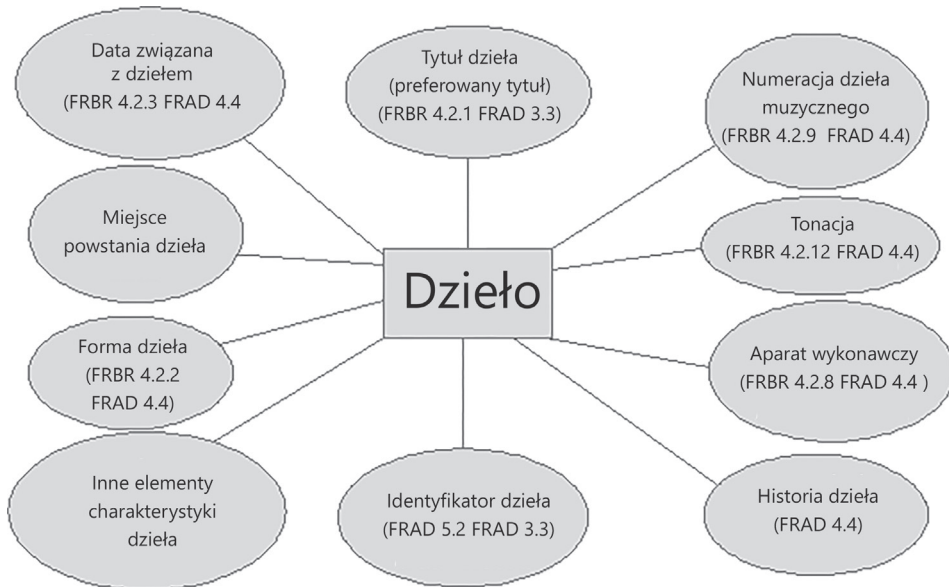 Data związana
z dziełem
(FRBR 4.2.3 FRAD 4.4
Tytuł dzieła
(preferowany tytuł)
(FRBR 4.2.1 FRAD 3.3)
Numeracja dzieła
muzycznego
(FRBR 4.2.9 FRAD 4.4)
Miejsce
powstania dzieła
Tonacja
(FRBR 4.2.12 FRAD 4.4)
Dzieło
Forma dzieła
(FRBR 4.2.2
FRAD 4.4)
Aparat wykonawczy
(FRBR 4.2.8 FRAD 4.4 )
Inne elementy
charakterystyki
dzieła
Identyfikator dzieła
(FRAD 5.2 FRAD 3.3)
Historia dzieła
(FRAD 4.4)